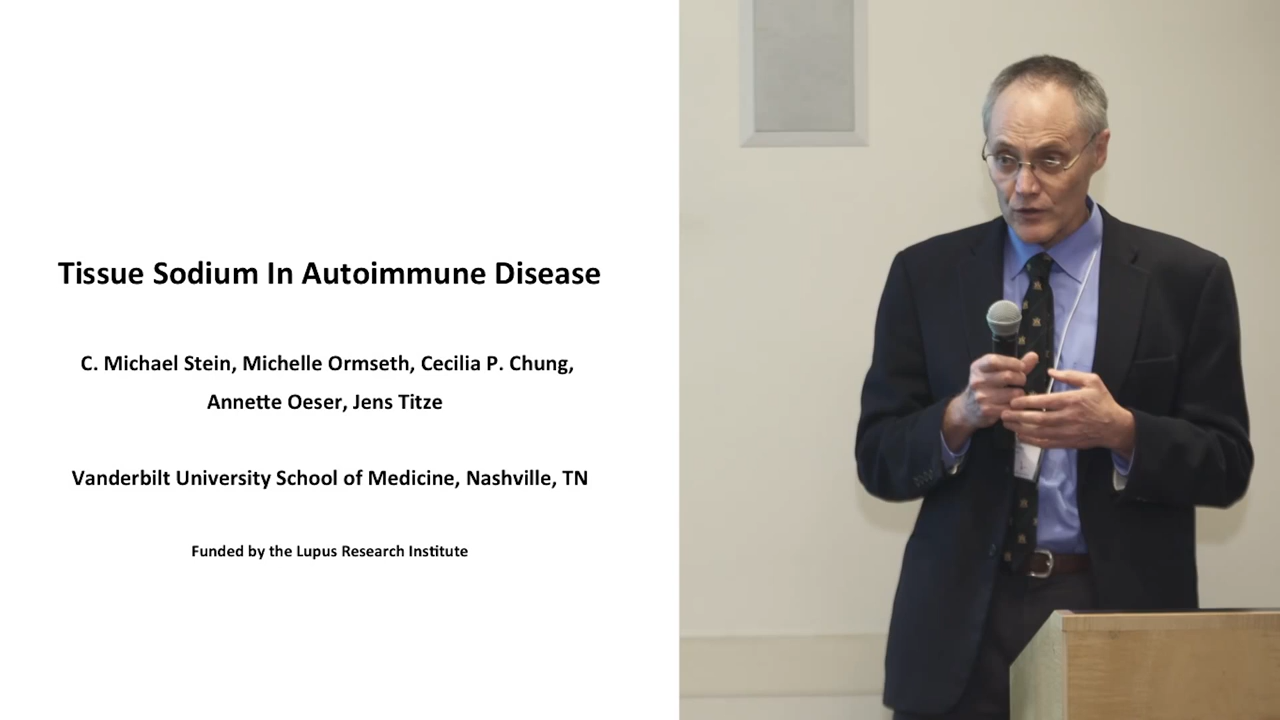 Tissue Sodium In Autoimmune Disease
C. Michael Stein, Michelle Ormseth, Cecilia P. Chung,
Annette Oeser, Jens Titze
Vanderbilt University School of Medicine, Nashville, TN
Funded by the Lupus Research Institute